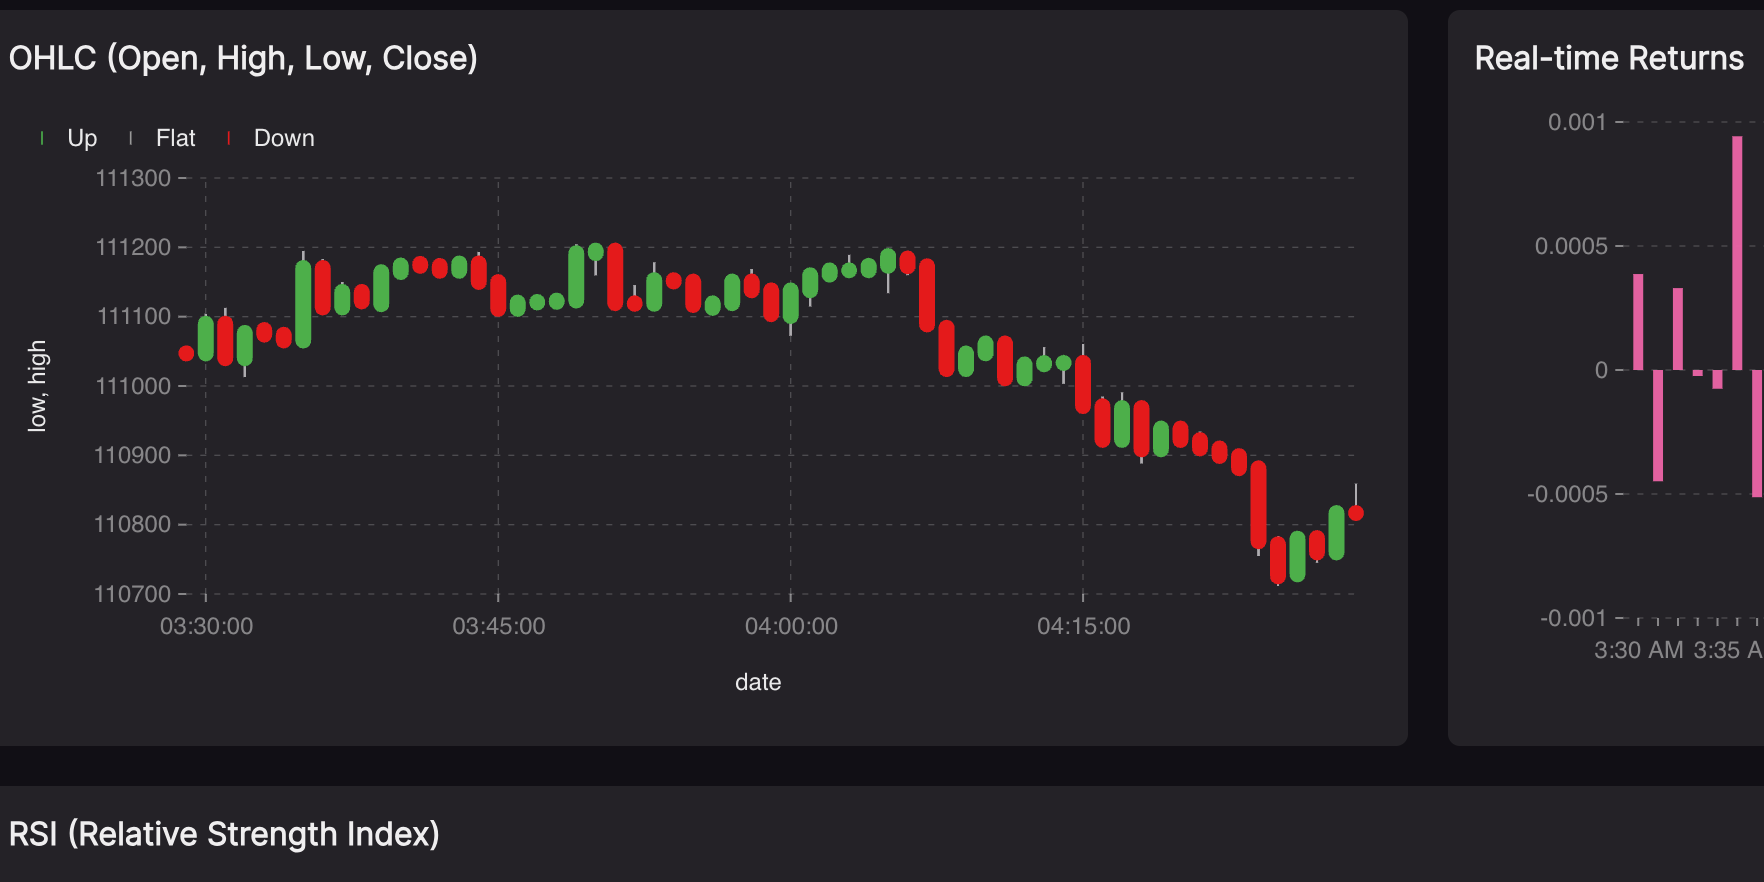 OHLC (Open, High, Low, Close)
Up Flat Down
111300
111200
111100
111000
110900
110800
110700
low, high
03:30:00 03:45:00 04:00:00 04:15:00
date
Real-time Returns
0.001
0.0005
0
-0.0005
-0.001
3:30 AM 3:35 A
RSI (Relative Strength Index)